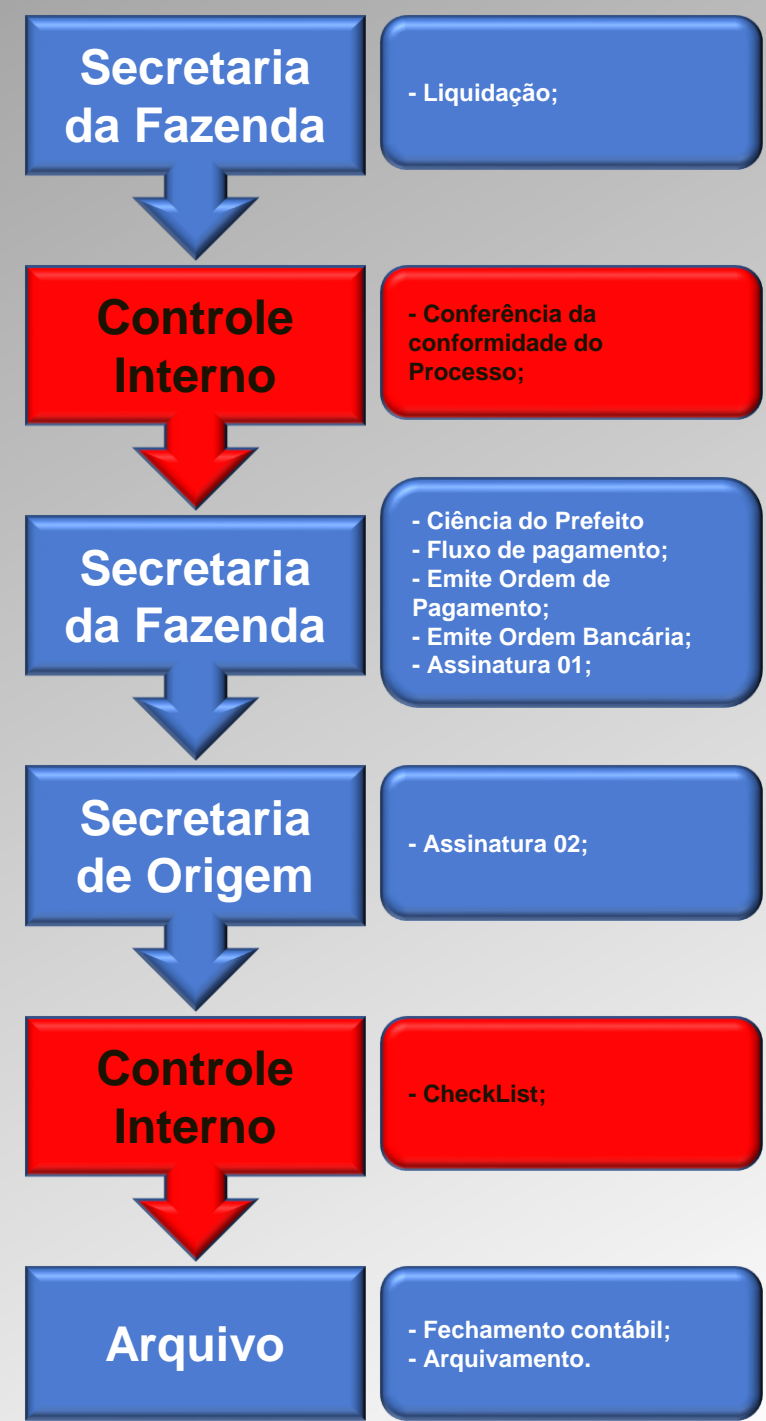 Secretaria
da Fazenda
- Liquidação;
Controle
Interno
- Conferência da
conformidade do
Processo;
Secretaria
da Fazenda
- Ciência do Prefeito
- Fluxo de pagamento;
- Emite Ordem de
Pagamento;
- Emite Ordem Bancária;
- Assinatura 01;
Secretaria
de Origem
- Assinatura 02;
Controle
Interno
- CheckList;
Arquivo
- Fechamento contábil;
- Arquivamento.